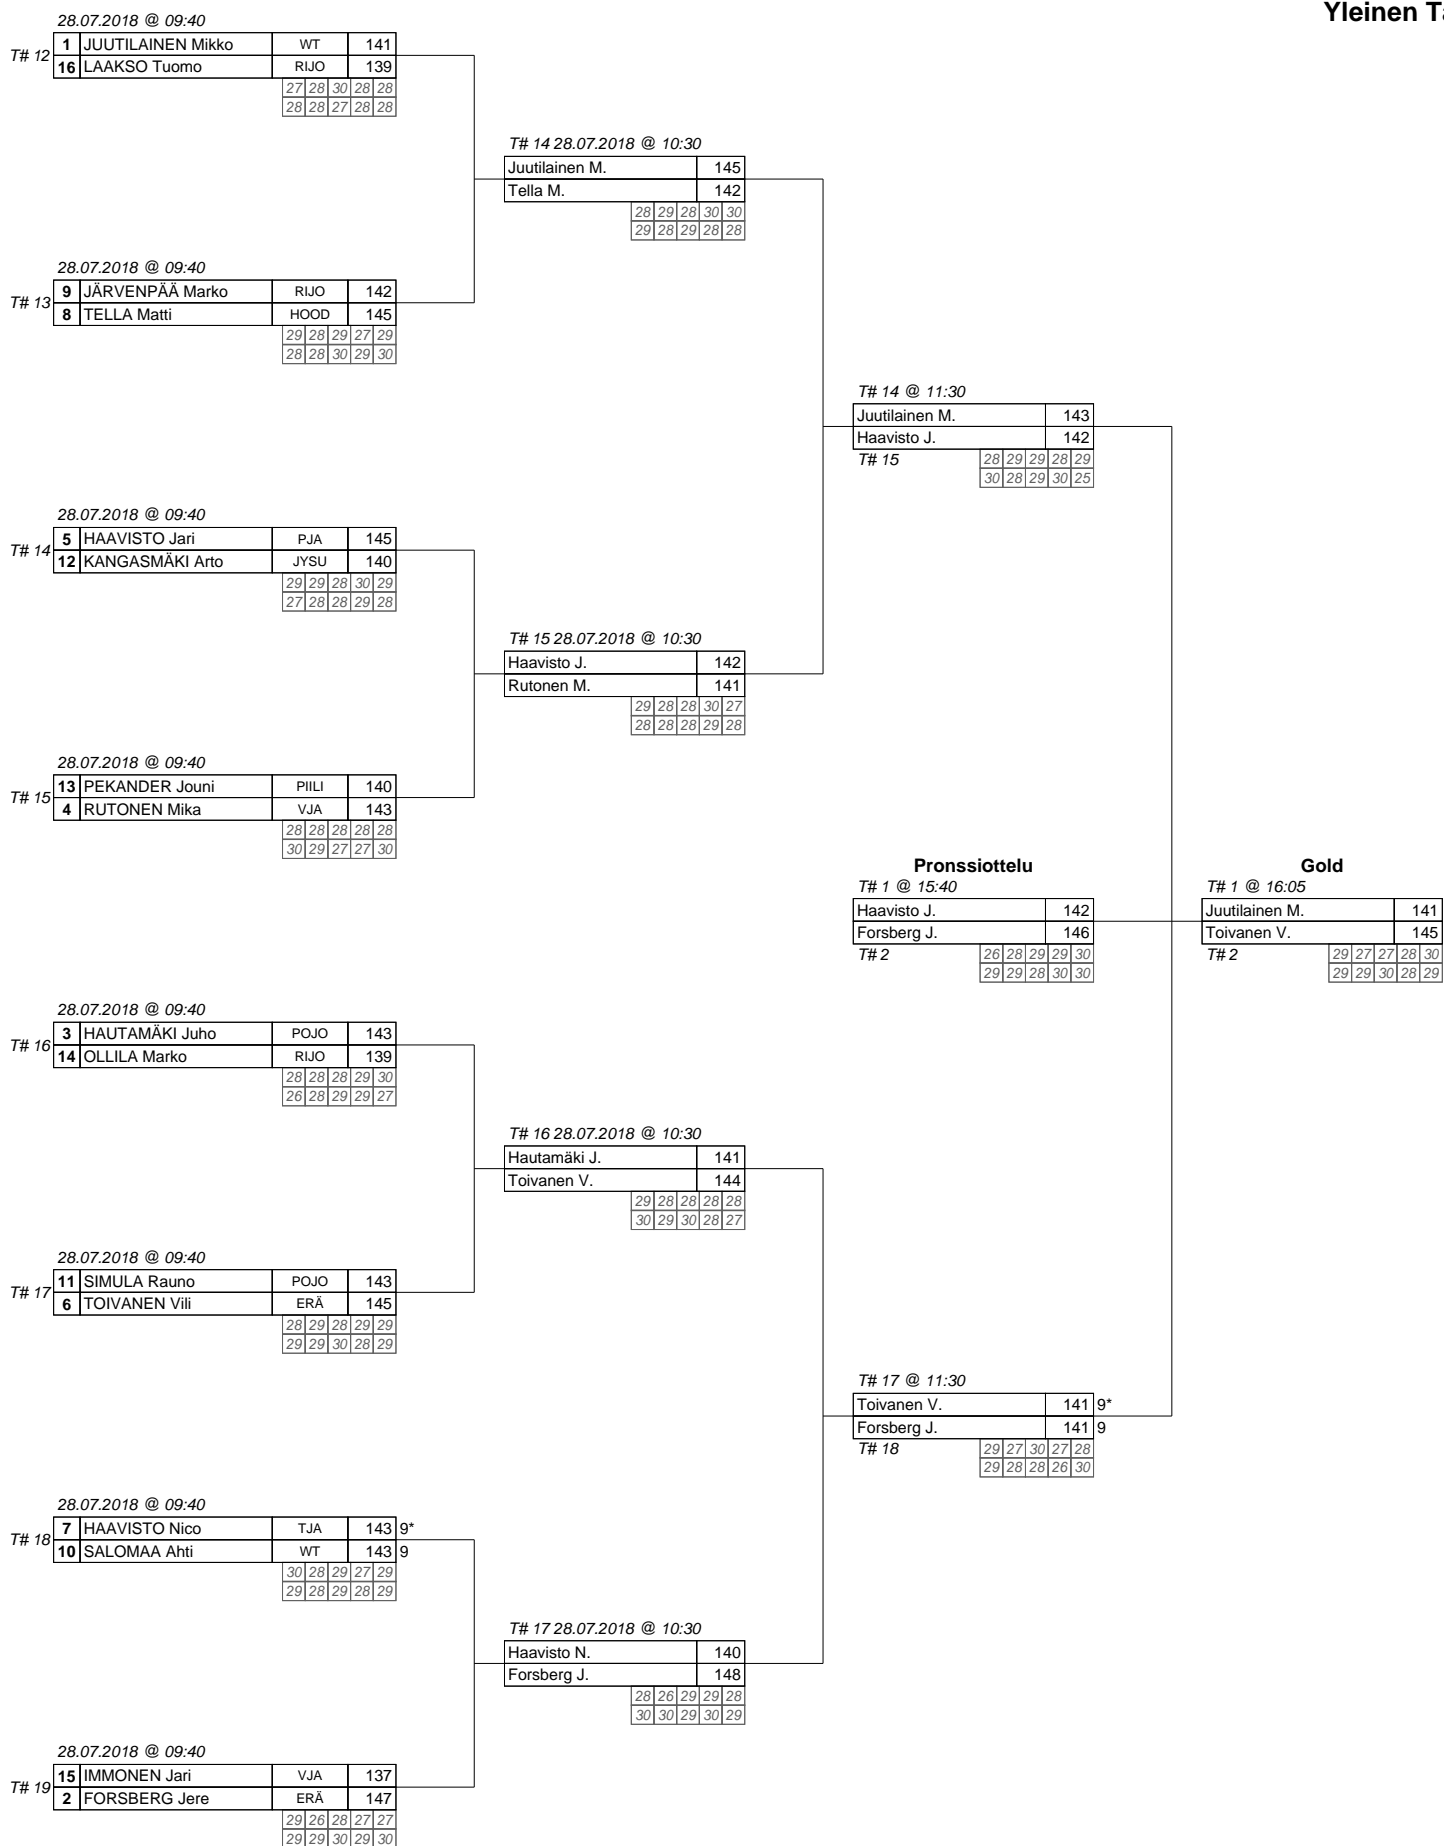 Yleinen Ta
28.07.2018 @ 09:40
T# 12
1 JUUTILAINEN Mikko WT 141
16 LAAKSO Tuomo RIJO 139
27 28 30 28 28
28 28 27 28 28
T# 14 28.07.2018 @ 10:30
Juutilainen M. 145
Tella M. 142
28 29 28 30 30
29 28 29 28 28
28.07.2018 @ 09:40
T# 13
9 JÄRVENPÄÄ Marko RIJO 142
8 TELLA Matti HOOD 145
29 28 29 27 29
28 28 30 29 30
T# 14 @ 11:30
Juutilainen M. 143
Haavisto J. 142
T# 15
28 29 29 28 29
30 28 29 30 25
28.07.2018 @ 09:40
T# 14
5 HAAVISTO Jari PJA 145
12 KANGASMÄKI Arto JYSU 140
29 29 28 30 29
27 28 28 29 28
T# 15 28.07.2018 @ 10:30
Haavisto J. 142
Rutonen M. 141
29 28 28 30 27
28 28 28 29 28
28.07.2018 @ 09:40
T# 15
13 PEKANDER Jouni PIILI 140
4 RUTONEN Mika VJA 143
28 28 28 28 28
30 29 27 27 30
Pronssiottelu
T# 1 @ 15:40
Haavisto J. 142
Forsberg J. 146
T# 2
26 28 29 29 30
29 29 28 30 30
Gold
T# 1 @ 16:05
Juutilainen M. 141
Toivanen V. 145
T# 2
29 27 27 28 30
29 29 30 28 29
28.07.2018 @ 09:40
T# 16
3 HAUTAMÄKI Juho POJO 143
14 OLLILA Marko RIJO 139
28 28 28 29 30
26 28 29 29 27
T# 16 28.07.2018 @ 10:30
Hautamäki J. 141
Toivanen V. 144
29 28 28 28 28
30 29 30 28 27
28.07.2018 @ 09:40
T# 17
11 SIMULA Rauno POJO 143
6 TOIVANEN Vili ERÄ 145
28 29 28 29 29
29 29 30 28 29
T# 17 @ 11:30
Toivanen V. 141 9*
Forsberg J. 141 9
T# 18
29 27 30 27 28
29 28 28 26 30
28.07.2018 @ 09:40
T# 18
7 HAAVISTO Nico TJA 143 9*
10 SALOMAA Ahti WT 143 9
30 28 29 27 29
29 28 29 28 29
T# 17 28.07.2018 @ 10:30
Haavisto N. 140
Forsberg J. 148
28 26 29 29 28
30 30 29 30 29
28.07.2018 @ 09:40
T# 19
15 IMMONEN Jari VJA 137
2 FORSBERG Jere ERÄ 147
29 26 28 27 27
29 29 30 29 30